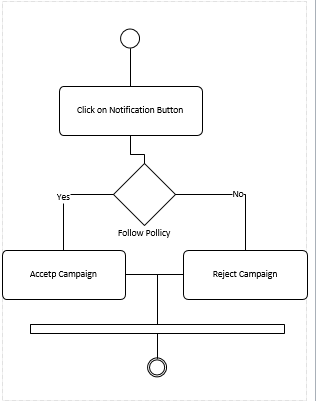 Click on Notification Button
Yes
No
Follow Pollicy
Accetp Campaign
Reject Campaign